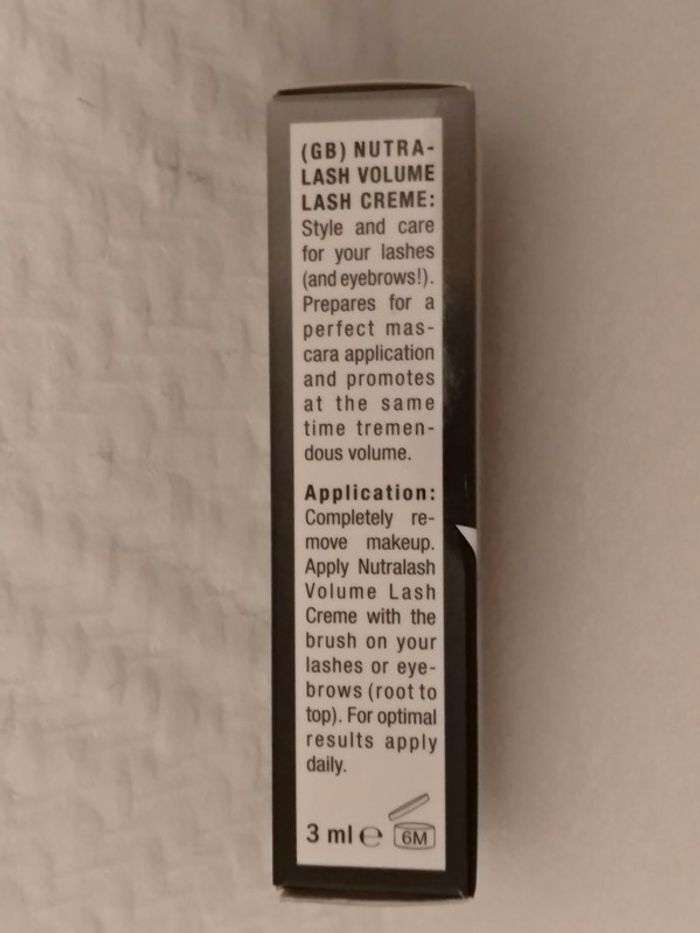 (GB) NUTRA-
LASH VOLUME
LASH CREME:
Style and care
for your lashes
(and eyebrows!).
Prepares for a
perfect mas-
cara application
and promotes
at the same
time tremen-
dous volume.
Application:
Completely re-
move makeup.
Apply Nutralash
Volume Lash
Creme with the
brush on your
lashes or eye-
brows (root to
top). For optimal
results apply
daily.
3 ml ℮ 6M